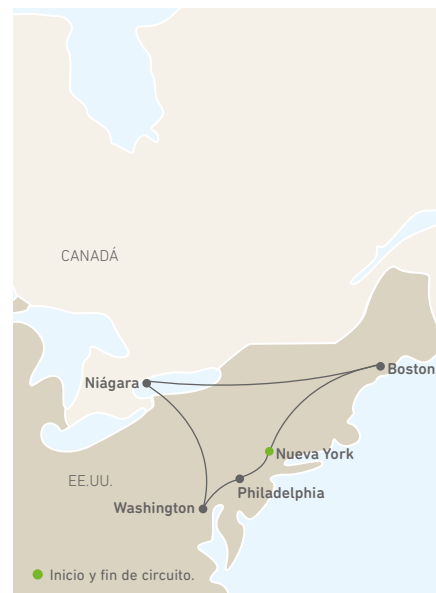 CANADÁ
Niágara
Boston
Nueva York
EE.UU.
Philadelphia
Washington
Inicio y fin de circuito.